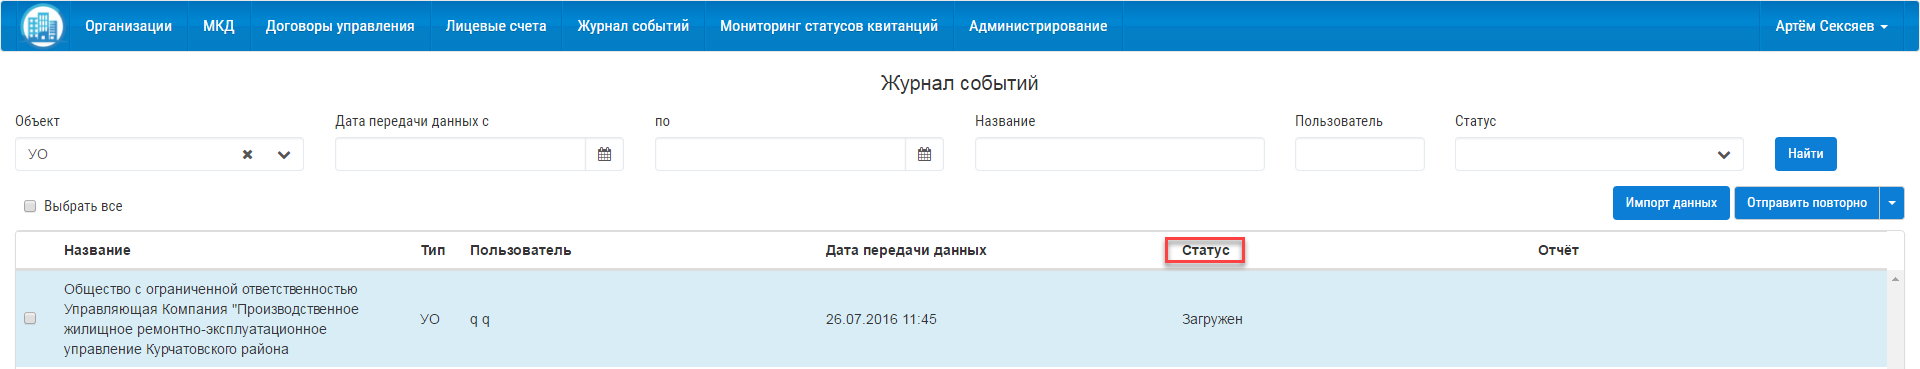 Организации МКД Договоры управления Лицевые счета Журнал событий Мониторинг статусов квитанций Администрирование Артём Сексяев
Журнал событий
Объект Дата передачи данных с по Название Пользователь Статус
УО Найти
Выбрать все Импорт данных Отправить повторно
Название Тип Пользователь Дата передачи данных Статус Отчёт
Общество с ограниченной ответственностью
Управляющая Компания "Производственное
жилищное ремонтно-эксплуатационное
управление Курчатовского района
УО q q 26.07.2016 11:45 Загружен